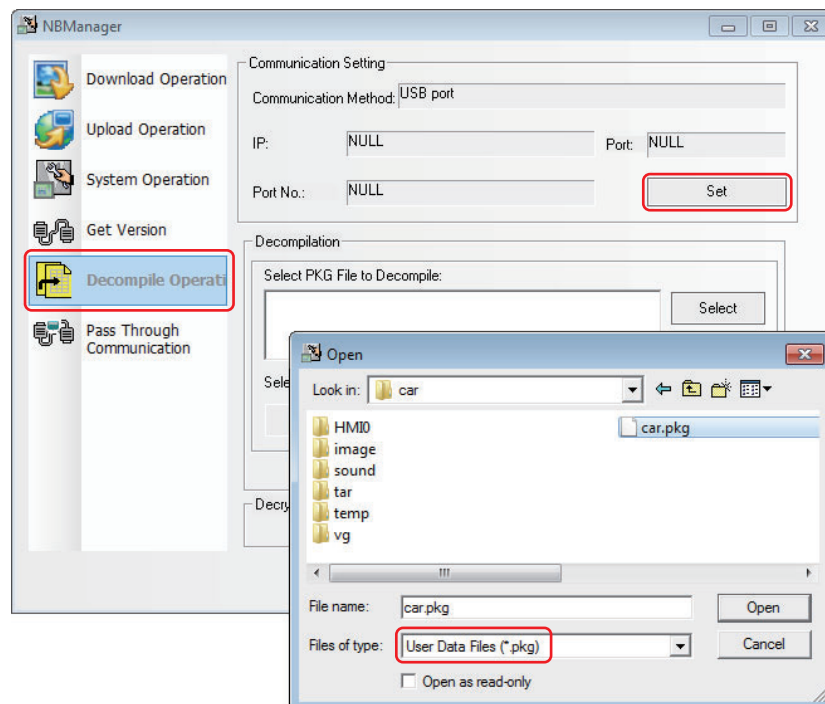 NBManager
Download Operation
Upload Operation
System Operation
Get Version
Decompile Operati
Pass Through
Communication
Communication Setting
Communication Method: USB port
IP: NULL Port: NULL
Port No.: NULL Set
Decompilation
Select PKG File to Decompile:
Select
Sele
Decry
Open
Look in: car
HMI0 car.pkg
image
sound
tar
temp
vg
File name: car.pkg Open
Files of type: User Data Files (*.pkg) Cancel
Open as read-only